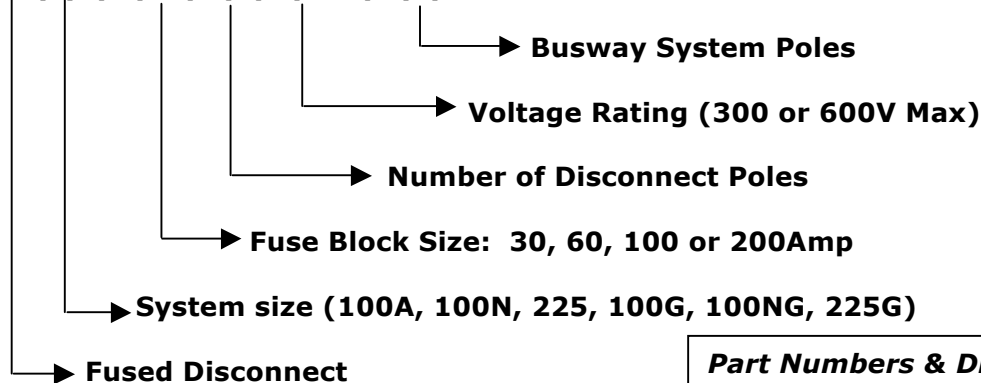 Busway System Poles
Voltage Rating (300 or 600V Max)
Number of Disconnect Poles
Fuse Block Size: 30, 60, 100 or 200Amp
System size (100A, 100N, 225, 100G, 100NG, 225G)
Fused Disconnect
Part Numbers &